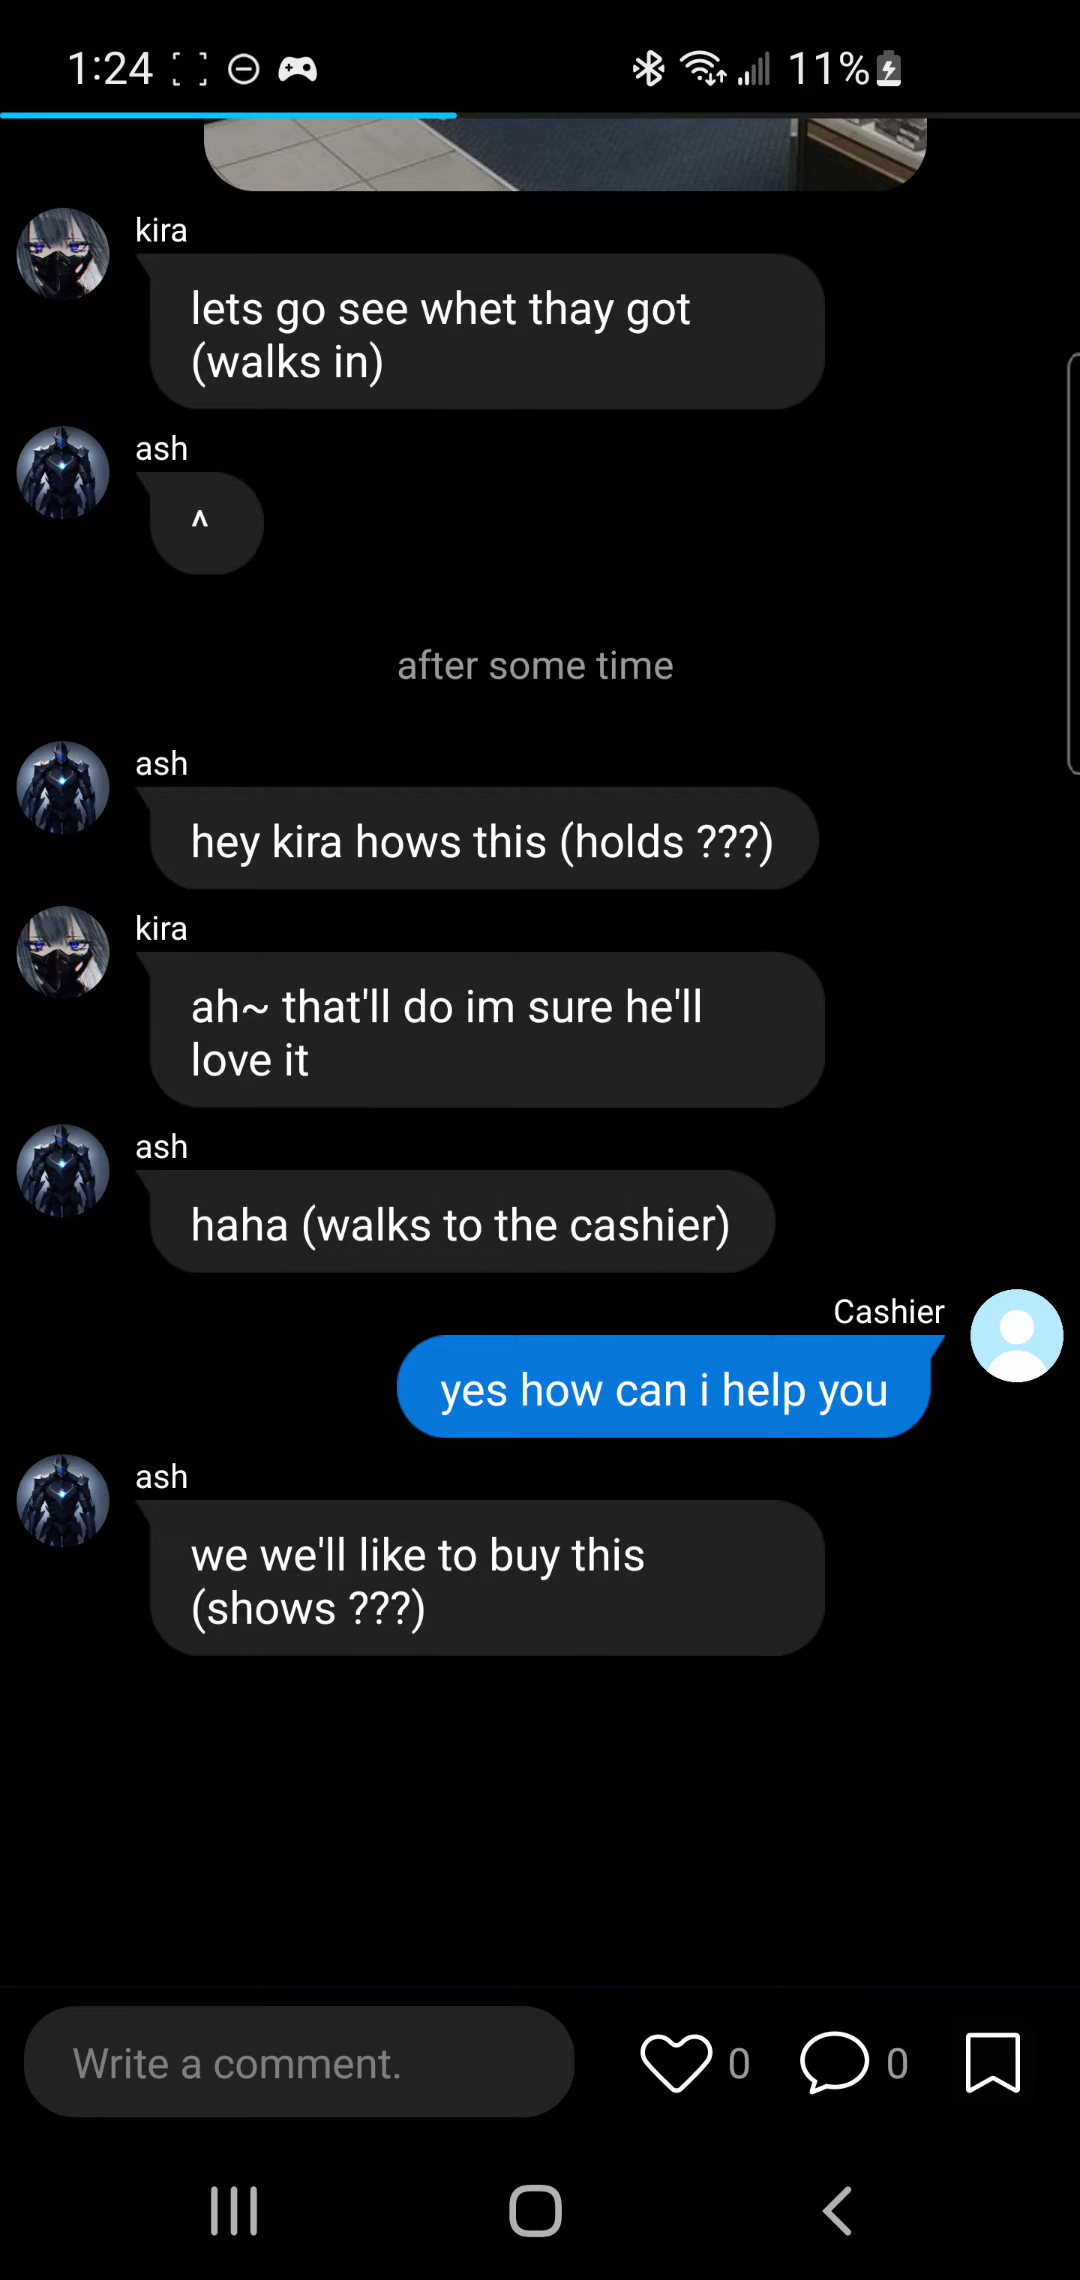 1:24 11%
kira
lets go see whet thay got
(walks in)
ash
^
after some time
ash
hey kira hows this (holds ???)
kira
ah~ that'll do im sure he'll
love it
ash
haha (walks to the cashier)
Cashier
yes how can i help you
ash
we we'll like to buy this
(shows ???)
Write a comment. 0 0